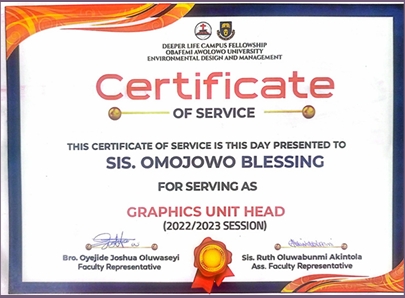 DEEPER LIFE CAMPUS FELLOWSHIP
OBAFEMI AWOLOWO UNIVERSITY
ENVIRONMENTAL DESIGN AND MANAGEMENT
Certificate
OF SERVICE
THIS CERTIFICATE OF SERVICE IS THIS DAY PRESENTED TO
SIS. OMOJOWO BLESSING
FOR SERVING AS
GRAPHICS UNIT HEAD
(2022/2023 SESSION)
Bro. Oyejide Joshua Oluwaseyi
Faculty Representative
Sis. Ruth Oluwabunmi Akintola
Ass. Faculty Representative